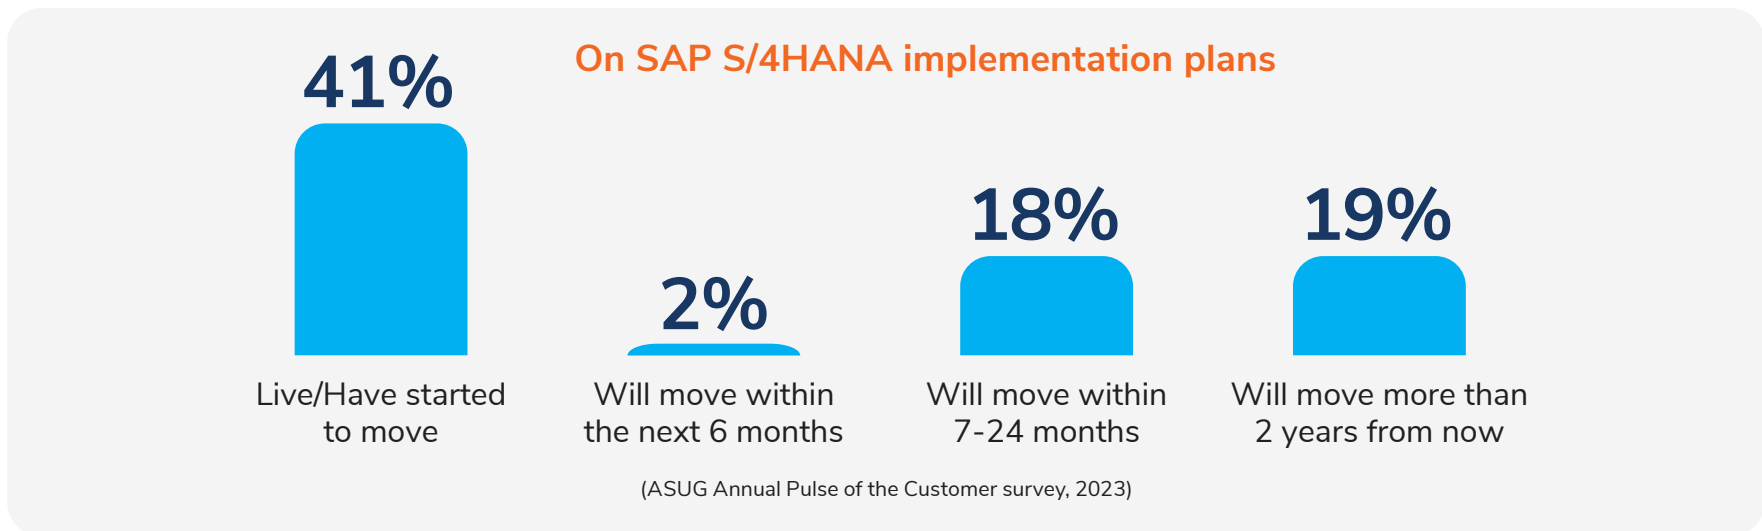 On SAP S/4HANA implementation plans
41%
2%
18%
19%
Live/Have started
to move
Will move within
the next 6 months
Will move within
7-24 months
Will move more than
2 years from now
(ASUG Annual Pulse of the Customer survey, 2023)